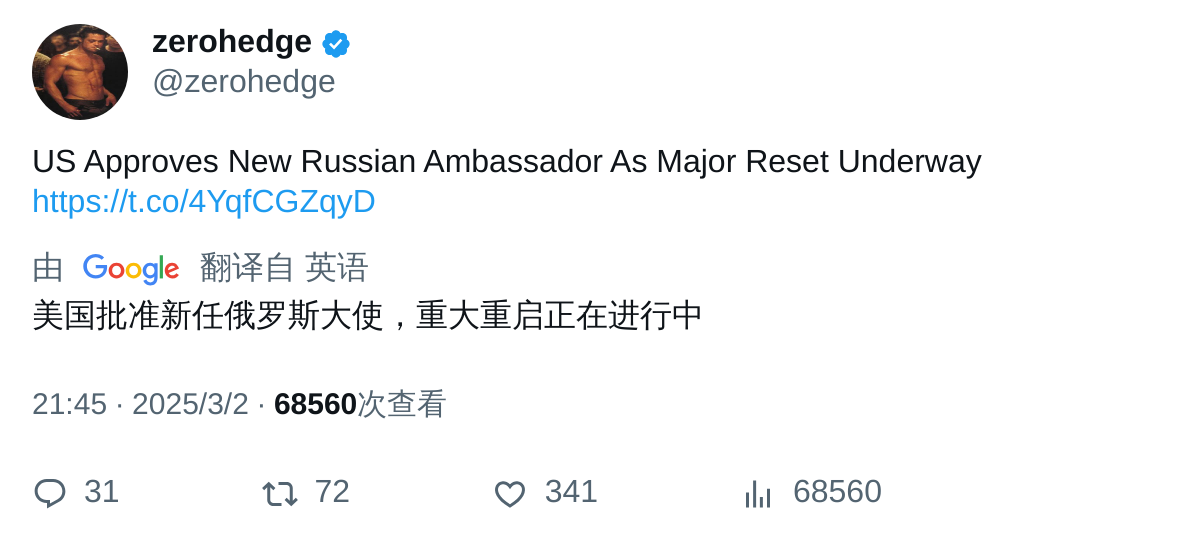 zerohedge
@zerohedge
US Approves New Russian Ambassador As Major Reset Underway
https://t.co/4YqfCGZqyD
由 Google 翻译自 英语
美国批准新任俄罗斯大使，重大重启正在进行中
21:45 · 2025/3/2 · 68560次查看
31 72 341 68560